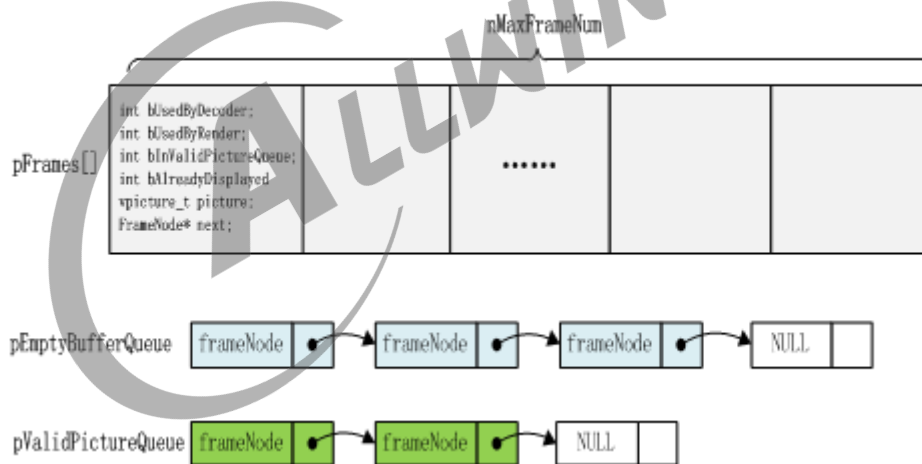 nMaxFrameNum
ALLWIN
pFrames[]
int bUsedByDecoder;
int bUsedByRender;
int bInValidPictureQueue;
int bAlreadyDisplayed
vpicture_t picture;
FrameNode* next;
......
pEmptyBufferQueue frameNode frameNode frameNode NULL
pValidPictureQueue frameNode frameNode NULL